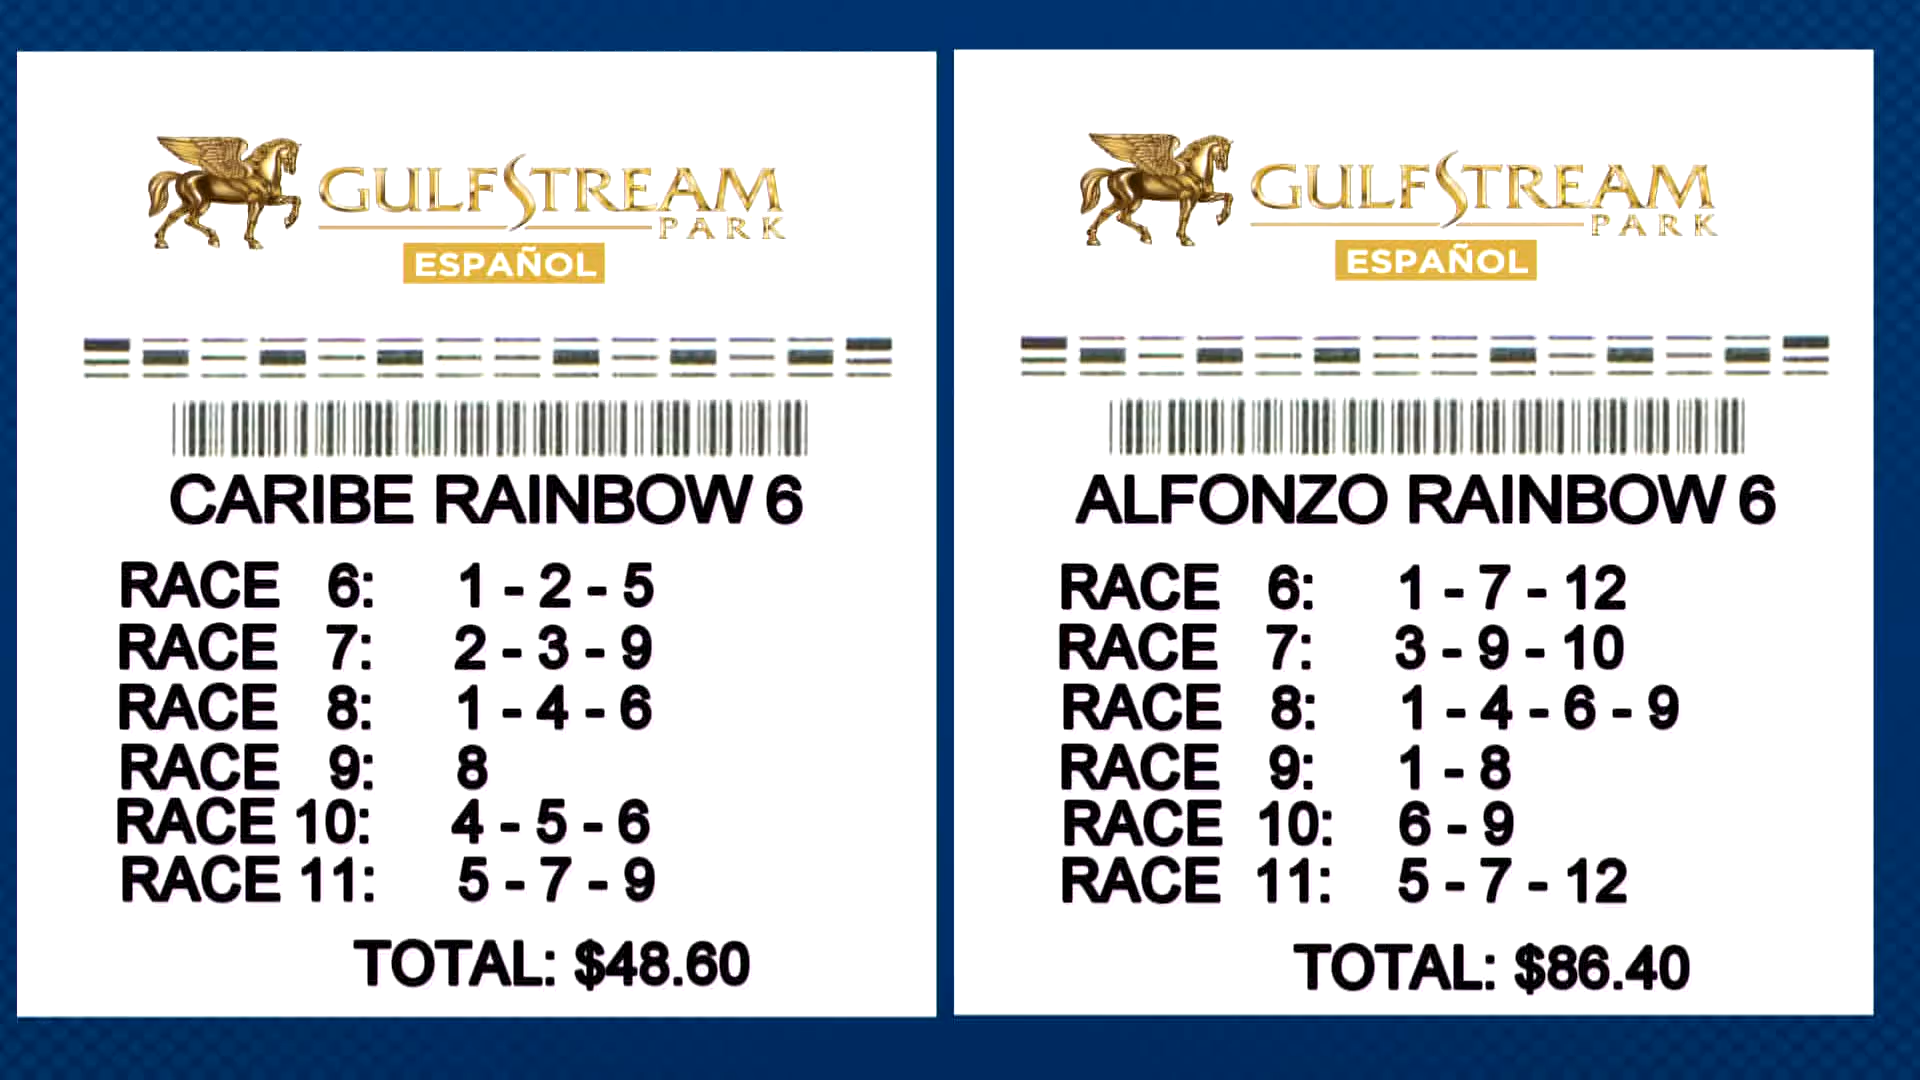 GULFSTREAM
PARK
ESPAÑOL
CARIBE RAINBOW 6
RACE 6: 1 - 2 - 5
RACE 7: 2 - 3 - 9
RACE 8: 1 - 4 - 6
RACE 9: 8
RACE 10: 4 - 5 - 6
RACE 11: 5 - 7 - 9
TOTAL: $48.60
GULFSTREAM
PARK
ESPAÑOL
ALFONZO RAINBOW 6
RACE 6: 1 - 7 - 12
RACE 7: 3 - 9 - 10
RACE 8: 1 - 4 - 6 - 9
RACE 9: 1 - 8
RACE 10: 6 - 9
RACE 11: 5 - 7 - 12
TOTAL: $86.40